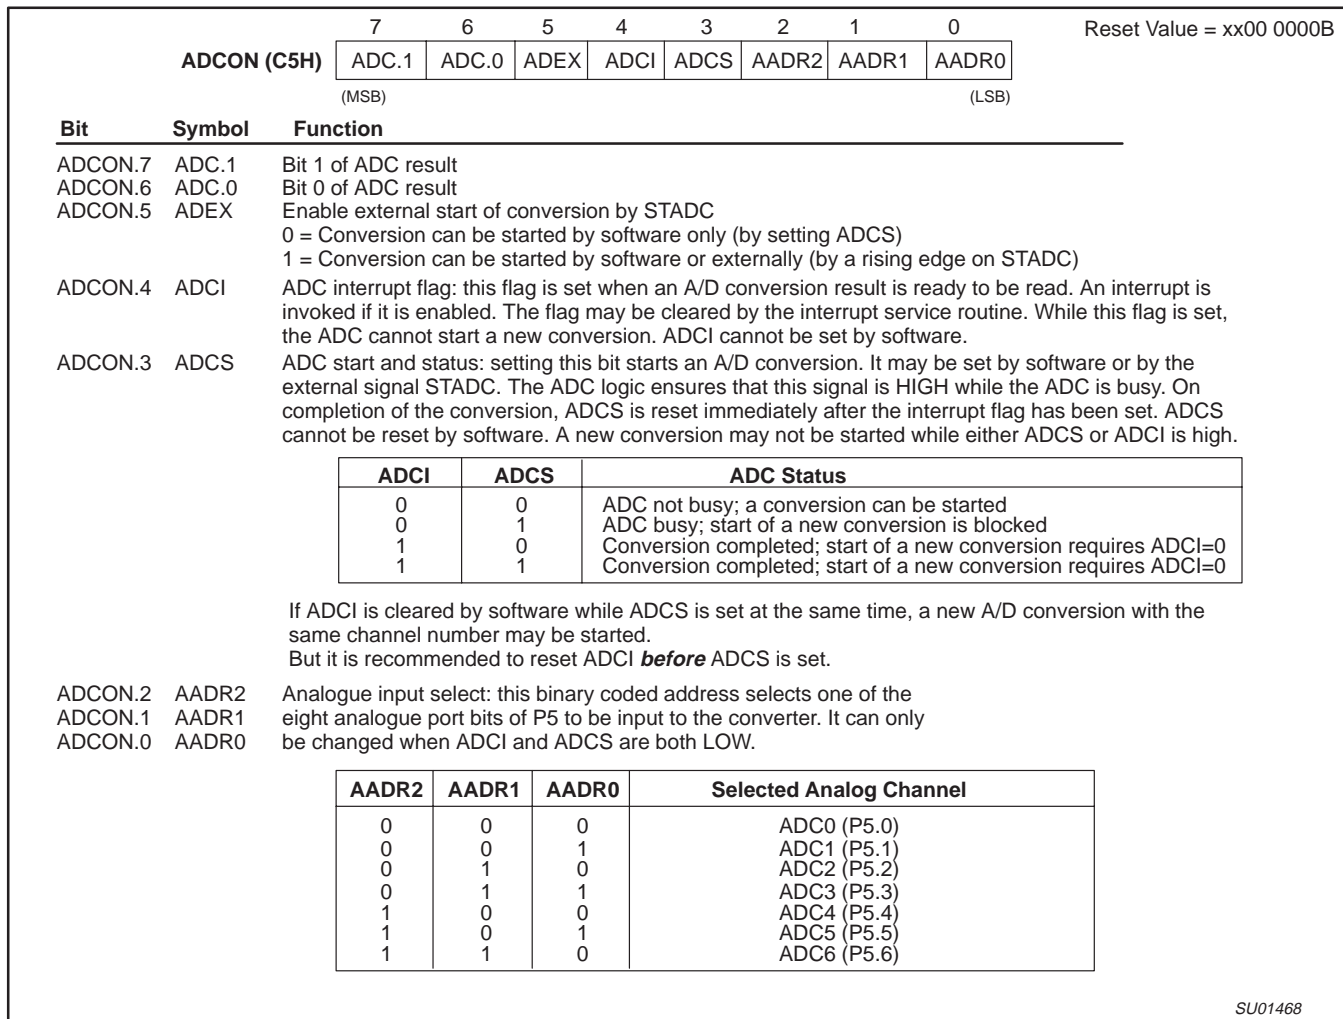 7 6 5 4 3 2 1 0 Reset Value = xx00 0000B
ADCON (C5H) ADC.1 ADC.0 ADEX ADCI ADCS AADR2 AADR1 AADR0
(MSB) (LSB)
Bit Symbol Function
ADCON.7 ADC.1 Bit 1 of ADC result
ADCON.6 ADC.0 Bit 0 of ADC result
ADCON.5 ADEX Enable external start of conversion by STADC
0 = Conversion can be started by software only (by setting ADCS)
1 = Conversion can be started by software or externally (by a rising edge on STADC)
ADCON.4 ADCI ADC interrupt flag: this flag is set when an A/D conversion result is ready to be read. An interrupt is
invoked if it is enabled. The flag may be cleared by the interrupt service routine. While this flag is set,
the ADC cannot start a new conversion. ADCI cannot be set by software.
ADCON.3 ADCS ADC start and status: setting this bit starts an A/D conversion. It may be set by software or by the
external signal STADC. The ADC logic ensures that this signal is HIGH while the ADC is busy. On
completion of the conversion, ADCS is reset immediately after the interrupt flag has been set. ADCS
cannot be reset by software. A new conversion may not be started while either ADCS or ADCI is high.
ADCI ADCS ADC Status
0 0 ADC not busy; a conversion can be started
0 1 ADC busy; start of a new conversion is blocked
1 0 Conversion completed; start of a new conversion requires ADCI=0
1 1 Conversion completed; start of a new conversion requires ADCI=0
If ADCI is cleared by software while ADCS is set at the same time, a new A/D conversion with the
same channel number may be started.
But it is recommended to reset ADCI before ADCS is set.
ADCON.2 AADR2 Analogue input select: this binary coded address selects one of the
ADCON.1 AADR1 eight analogue port bits of P5 to be input to the converter. It can only
ADCON.0 AADR0 be changed when ADCI and ADCS are both LOW.
AADR2 AADR1 AADR0 Selected Analog Channel
0 0 0 ADC0 (P5.0)
0 0 1 ADC1 (P5.1)
0 1 0 ADC2 (P5.2)
0 1 1 ADC3 (P5.3)
1 0 0 ADC4 (P5.4)
1 0 1 ADC5 (P5.5)
1 1 0 ADC6 (P5.6)
SU01468